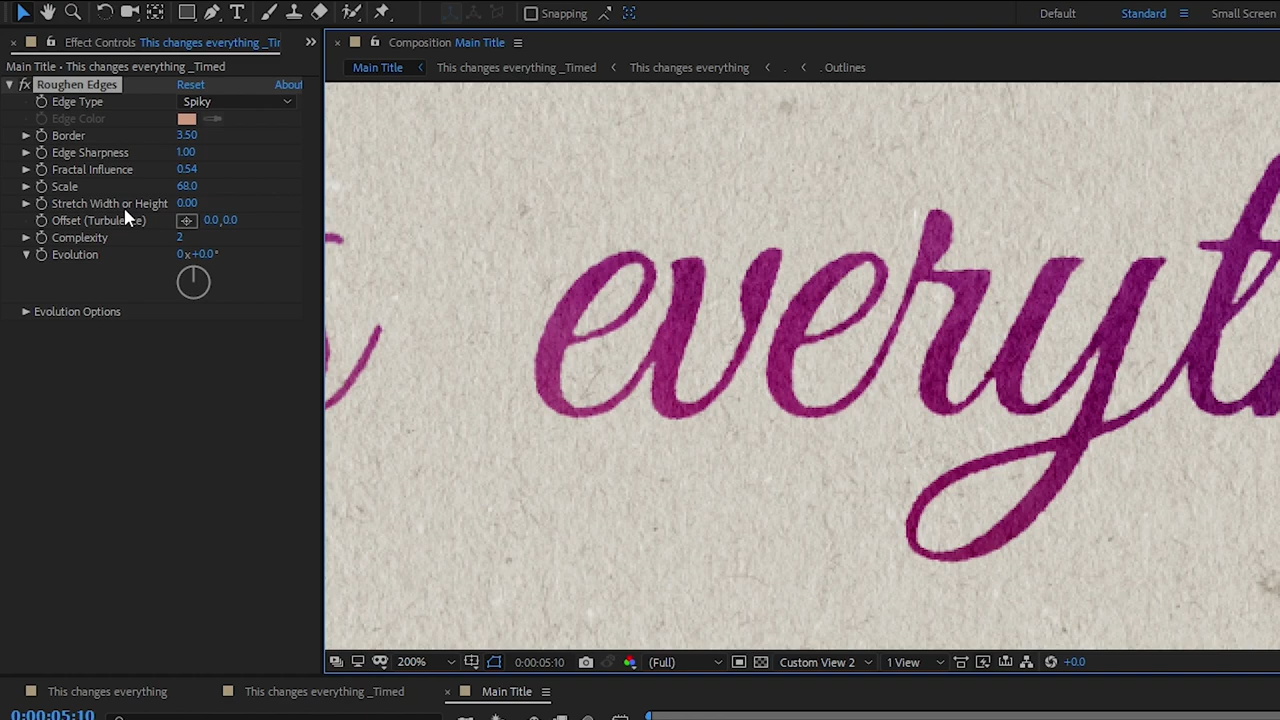 Snapping
Default
Standard
Small Screen
Effect Controls This changes everything _Tir
Composition Main Title
Main Title • This changes everything _Timed
Main Title
This changes everything _Timed
This changes everything
.
. Outlines
fx Roughen Edges
Reset
About
Edge Type
Spiky
Edge Color
Border
3.50
Edge Sharpness
1.00
Fractal Influence
0.54
Scale
68.0
Stretch Width or Height
0.00
Offset (Turbulence)
0.0,0.0
Complexity
2
Evolution
0x+0.0°
Evolution Options
everyt
200%
0:00:05:10
(Full)
Custom View 2
1 View
+0.0
This changes everything
This changes everything _Timed
Main Title
0:00:05:10